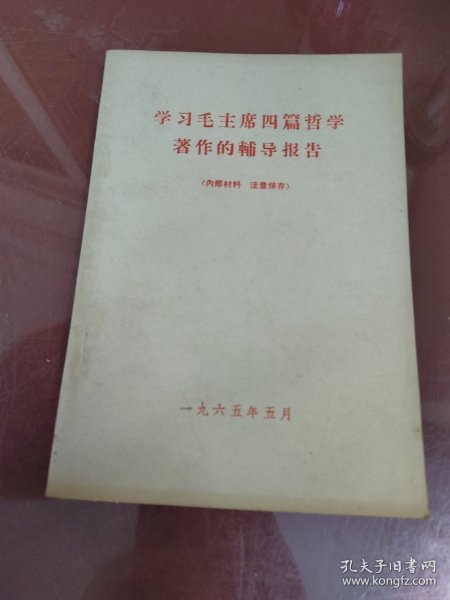 学习毛主席四篇哲学
著作的輔导报告
(內部材料 注意保存)
一九六五年五月
孔夫子旧书网
www.kongfz.com